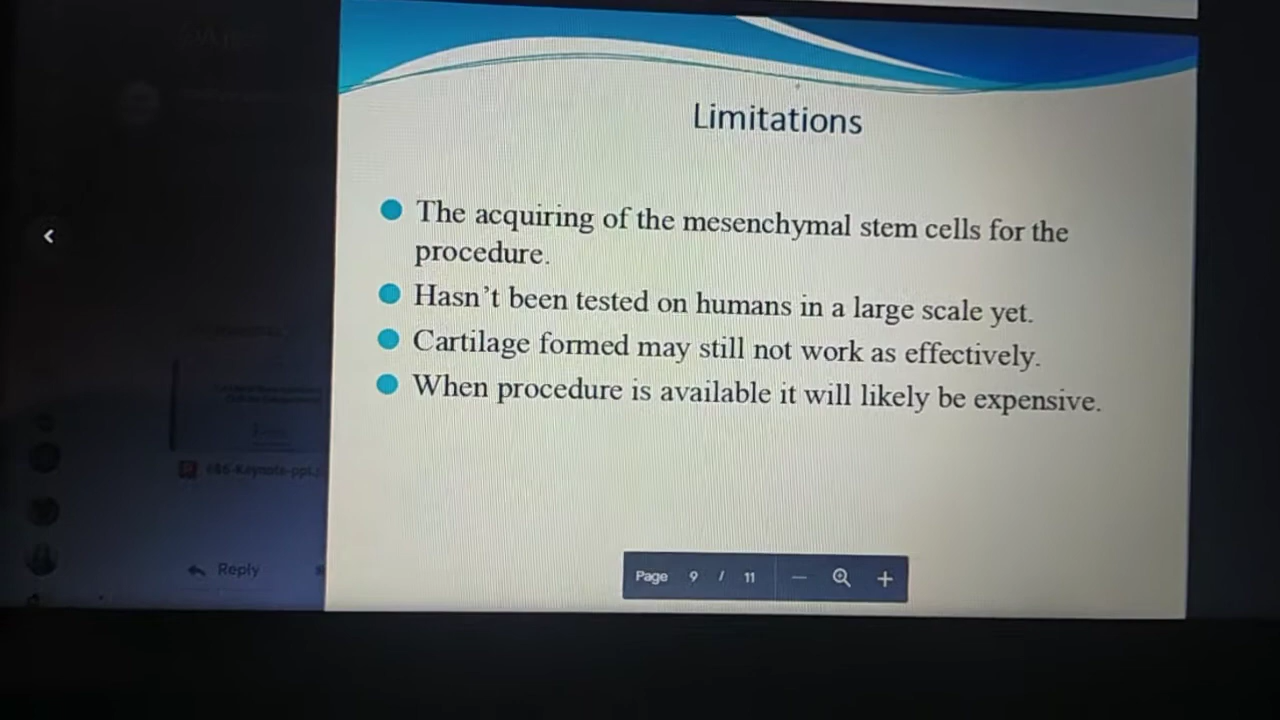 Limitations
The acquiring of the mesenchymal stem cells for the
procedure.
Hasn't been tested on humans in a large scale yet.
Cartilage formed may still not work as effectively.
When procedure is available it will likely be expensive.
Reply
Page 9 / 11